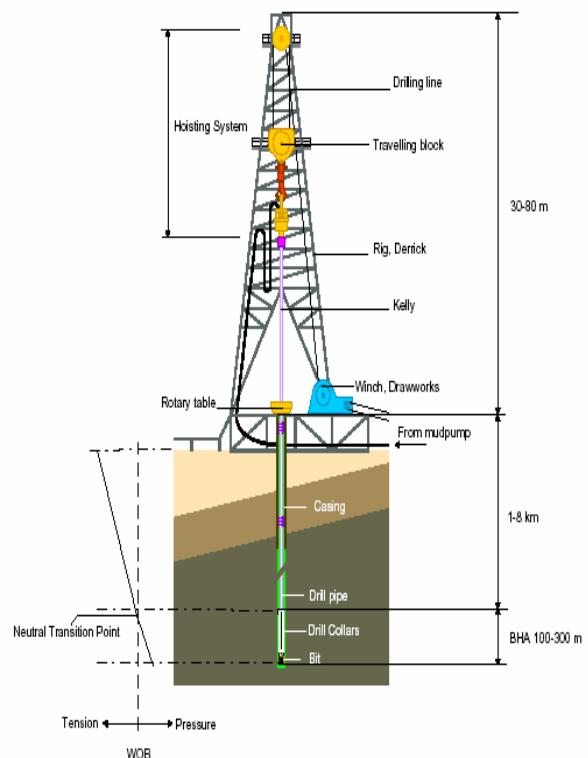 Drilling line
Hoisting System
Travelling block
30-80 m
Rig, Derrick
Kelly
Winch, Drawworks
Rotary table
From mudpump
Casing
1-8 km
Drill pipe
Neutral Transition Point
Drill Collars
BHA 100-300 m
Bit
Tension
Pressure
WOB